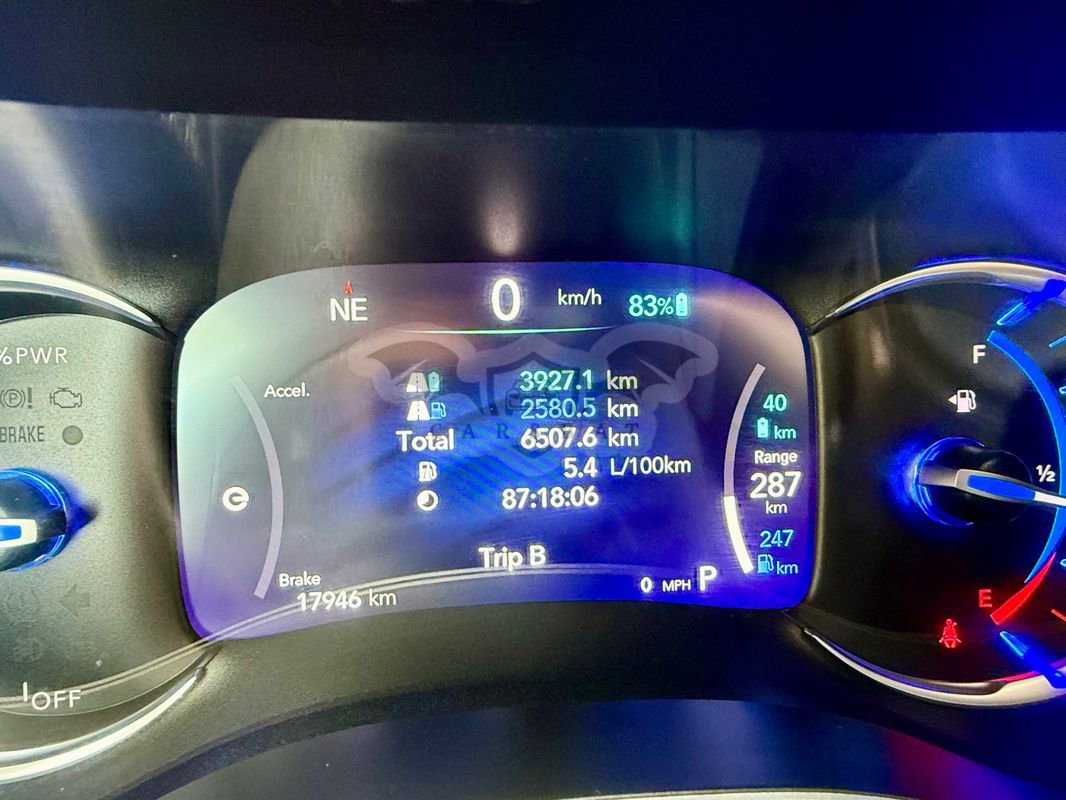 NE
0 km/h
83%
%PWR
Accel.
3927.1 km
2580.5 km
Total 6507.6 km
5.4 L/100km
87:18:06
Trip B
Brake
17946 km
0 MPH P
40
km
Range
287
km
247
km
BRAKE
OFF
F
½
E